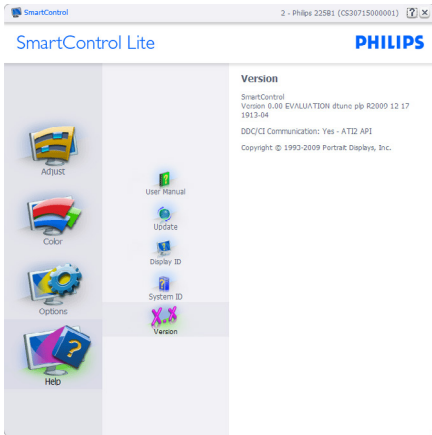 SmartControl
2 - Philips 225B1 (CS30715000001)
SmartControl Lite
PHILIPS
Adjust
Color
Options
Help
User Manual
Update
Display ID
System ID
X.X
Version
Version
SmartControl
Version 0.00 EVALUATION dtune plp R2009 12 17
1913-04
DDC/CI Communication: Yes - ATI2 API
Copyright © 1993-2009 Portrait Displays, Inc.